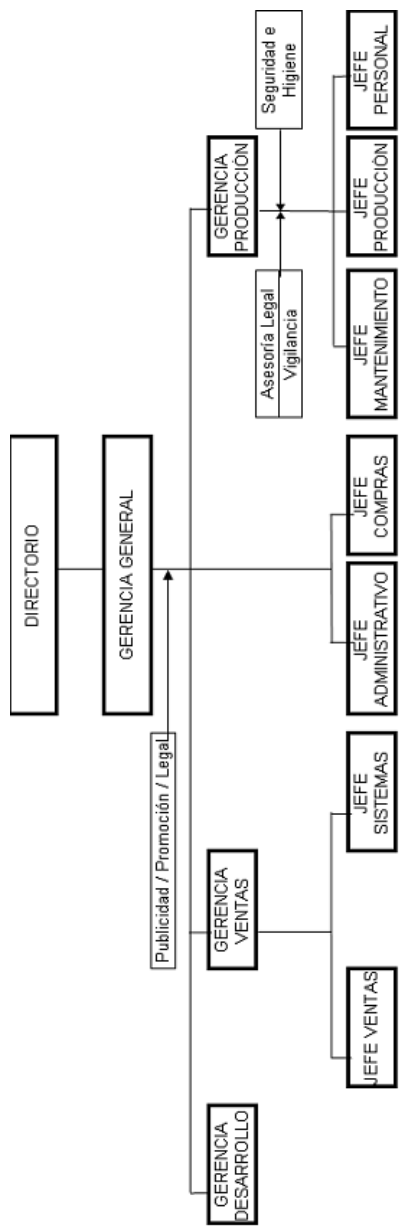 DIRECTORIO
GERENCIA GENERAL
Publicidad / Promoción / Legal
GERENCIA
DESARROLLO
GERENCIA
VENTAS
GERENCIA
PRODUCCIÓN
Asesoría Legal
Vigilancia
Seguridad e
Higiene
JEFE VENTAS
JEFE
SISTEMAS
JEFE
ADMINISTRATIVO
JEFE
COMPRAS
JEFE
MANTENIMIENTO
JEFE
PRODUCCIÓN
JEFE
PERSONAL